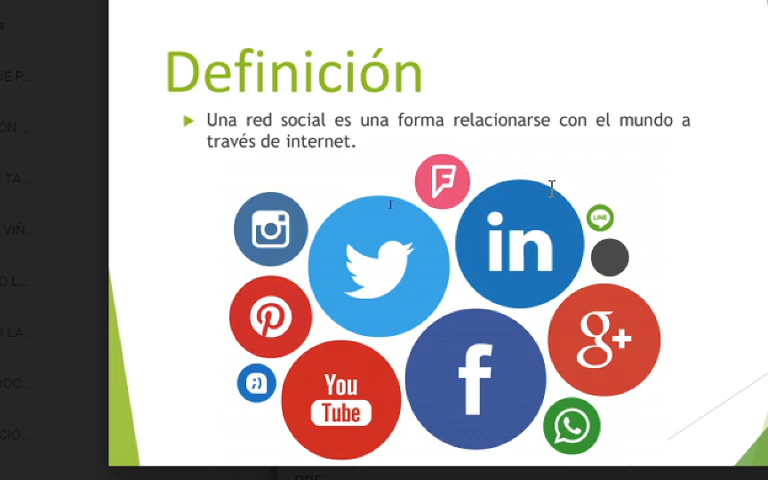 Definición
Una red social es una forma relacionarse con el mundo a
través de internet.
in
LINE
g+
You
Tube
f